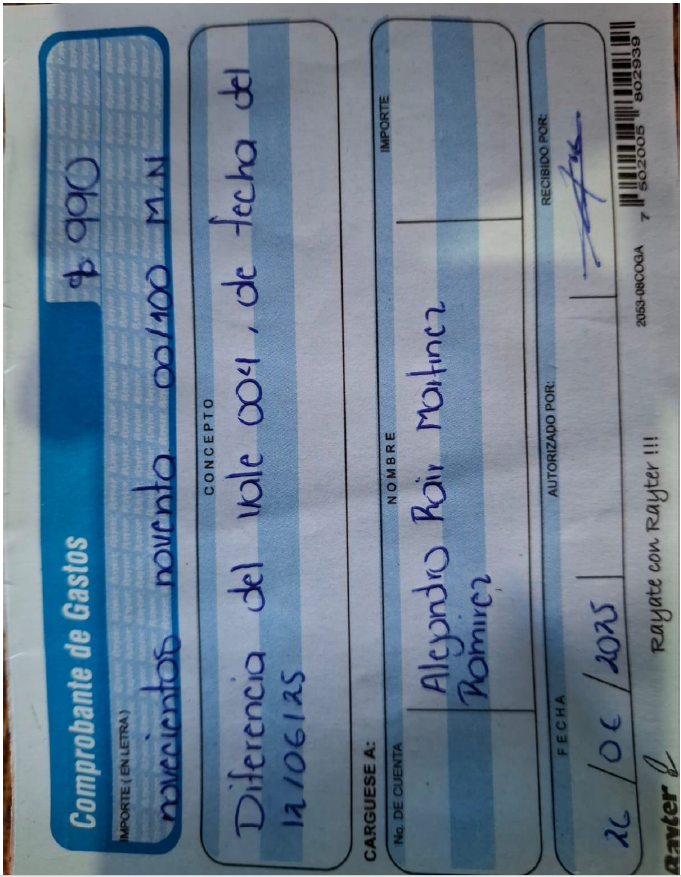 Comprobante de Gastos
$ 990
IMPORTE ( EN LETRA )
novecientos noventa 00/100 M.N
CONCEPTO
Diferencia del vale 004, de fecha del
12/06/25
CARGUESE A:
No. DE CUENTA
NOMBRE
IMPORTE
Alejandro Rair Martinez
Ramirez
FECHA
AUTORIZADO POR:
RECIBIDO POR:
26/06/2025
Rayter
Rayate con Rayter !!!
2053-08COGA
7 502005 802939